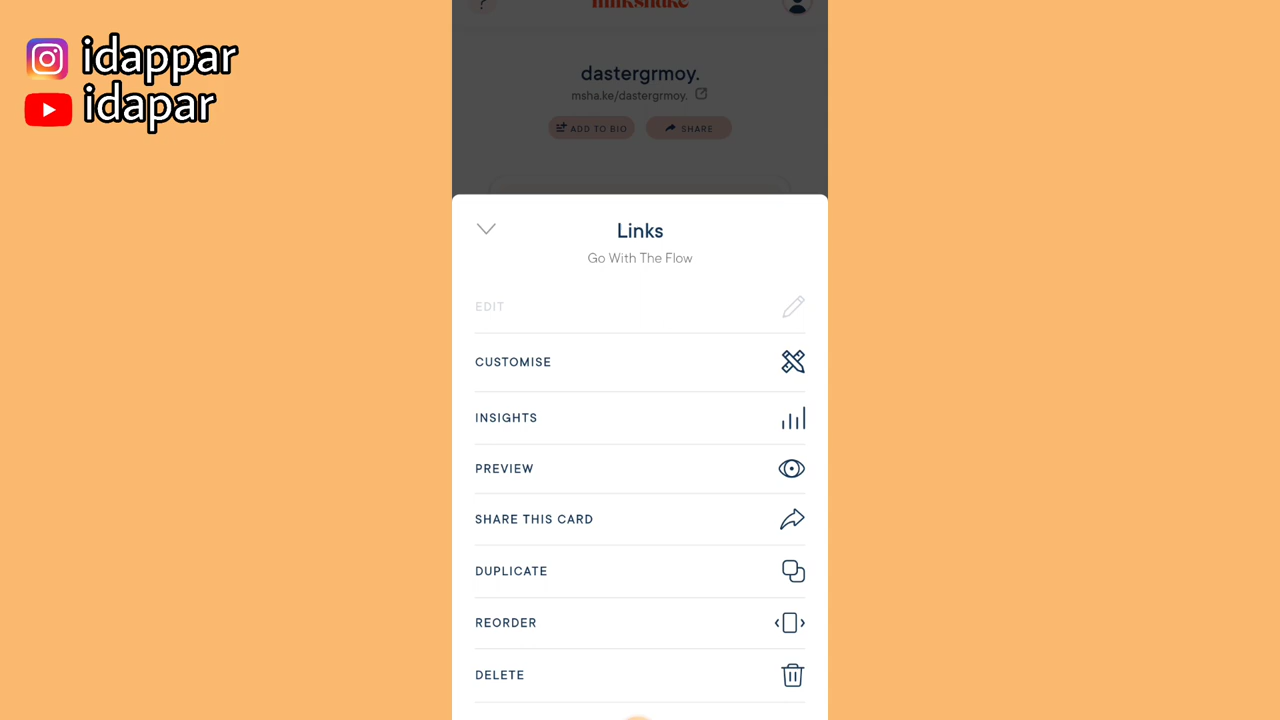 idappar
idapar
?
milkshake
dastergrmoy.
msha.ke/dastergrmoy.
ADD TO BIO
SHARE
Links
Go With The Flow
EDIT
CUSTOMISE
INSIGHTS
PREVIEW
SHARE THIS CARD
DUPLICATE
REORDER
DELETE